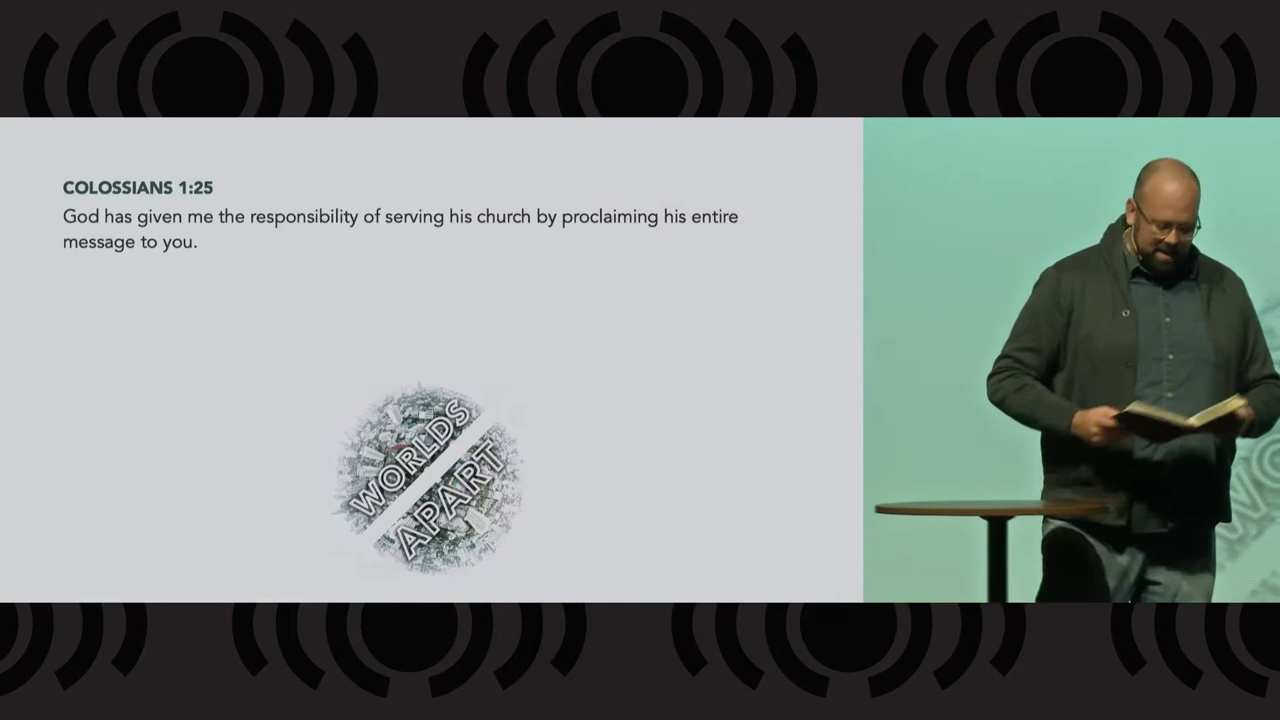 COLOSSIANS 1:25
God has given me the responsibility of serving his church by proclaiming his entire
message to you.
WORLDS
APART
WO